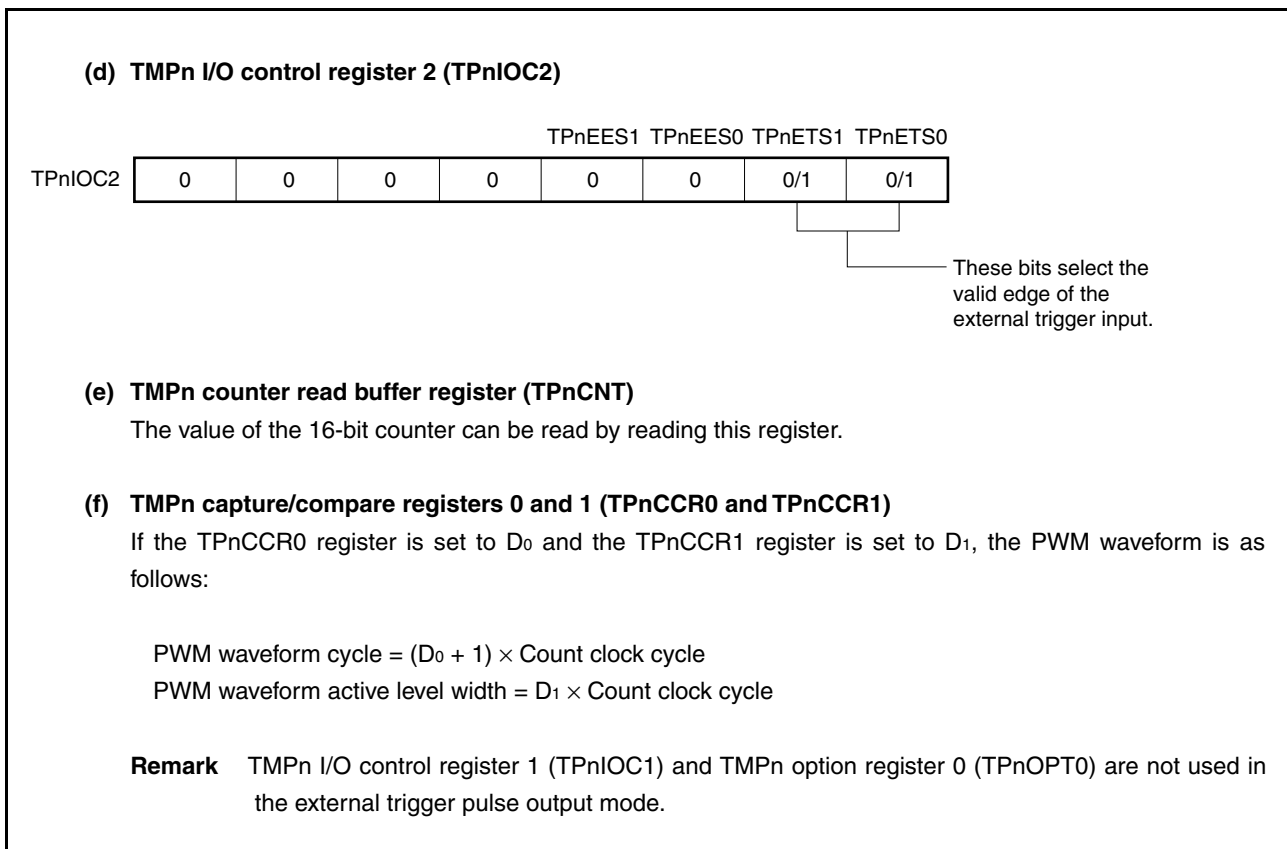 (d) TMPn I/O control register 2 (TPnIOC2)
TPnEES1 TPnEES0 TPnETS1 TPnETS0
TPnIOC2 0 0 0 0 0 0 0/1 0/1
These bits select the
valid edge of the
external trigger input.
(e) TMPn counter read buffer register (TPnCNT)
The value of the 16-bit counter can be read by reading this register.
(f) TMPn capture/compare registers 0 and 1 (TPnCCR0 and TPnCCR1)
If the TPnCCR0 register is set to D0 and the TPnCCR1 register is set to D1, the PWM waveform is as
follows:
PWM waveform cycle = (D0 + 1) × Count clock cycle
PWM waveform active level width = D1 × Count clock cycle
Remark TMPn I/O control register 1 (TPnIOC1) and TMPn option register 0 (TPnOPT0) are not used in
the external trigger pulse output mode.